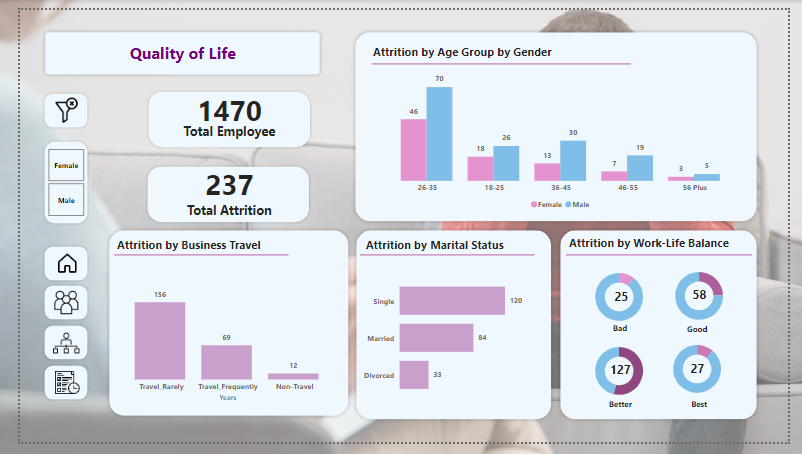 Quality of Life
1470
Total Employee
237
Total Attrition
Female
Male
Attrition by Age Group by Gender
46
70
18
26
13
30
7
19
3
5
26-35
18-25
36-45
46-55
56 Plus
Female
Male
Attrition by Business Travel
156
69
12
Travel_Rarely
Travel_Frequently
Non-Travel
Years
Attrition by Marital Status
Single
120
Married
84
Divorced
33
Attrition by Work-Life Balance
25
Bad
58
Good
127
Better
27
Best